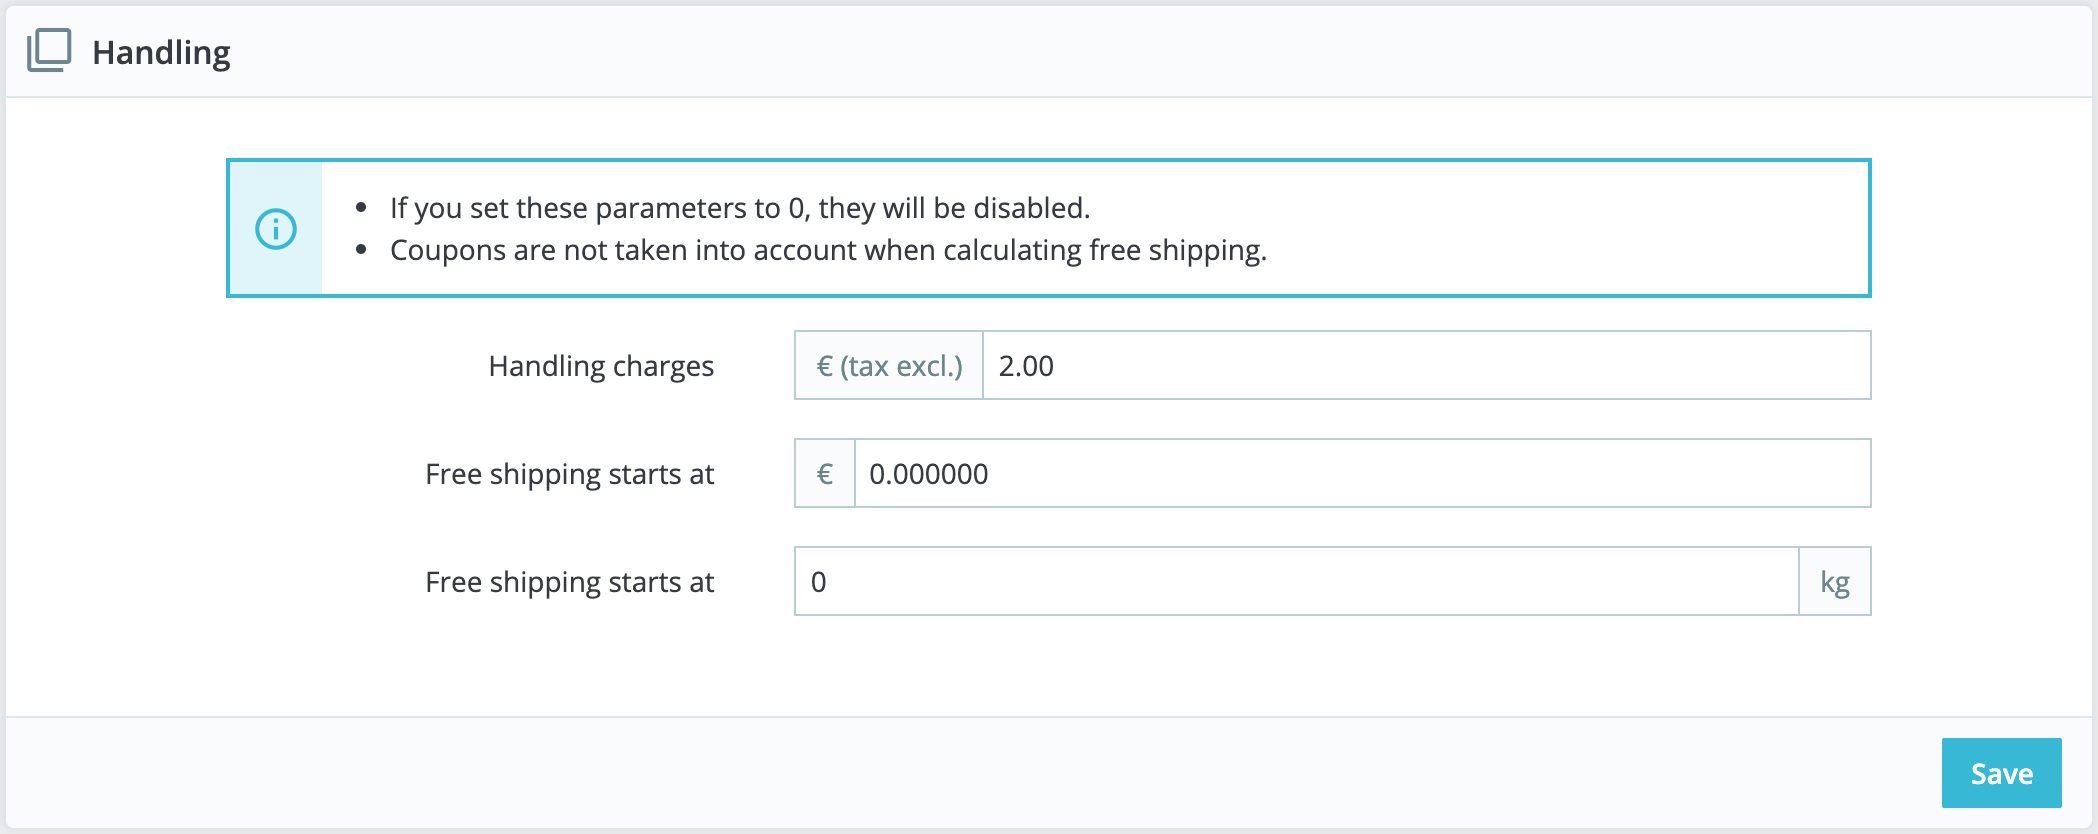 Handling
• If you set these parameters to 0, they will be disabled.
• Coupons are not taken into account when calculating free shipping.
Handling charges € (tax excl.) 2.00
Free shipping starts at € 0.000000
Free shipping starts at 0 kg
Save